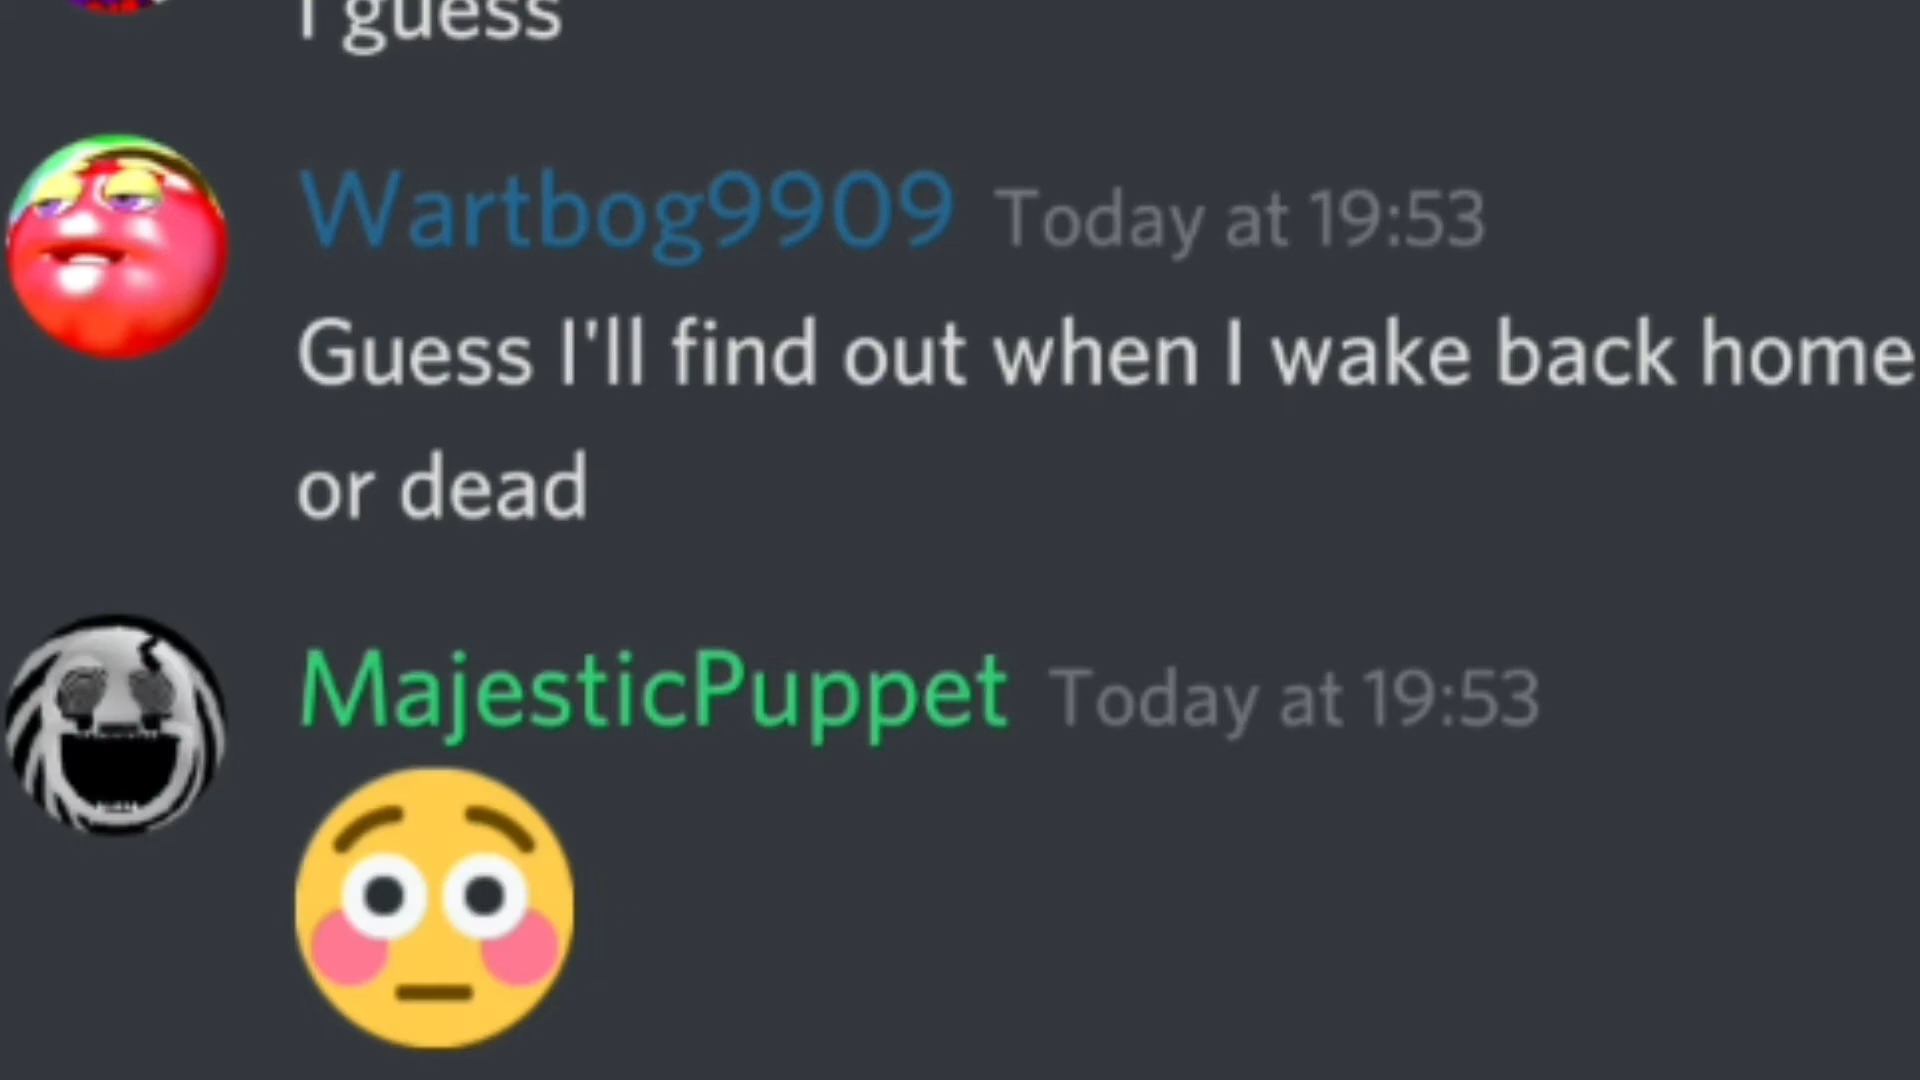 I guess
Wartbog9909 Today at 19:53
Guess I'll find out when I wake back home
or dead
MajesticPuppet Today at 19:53